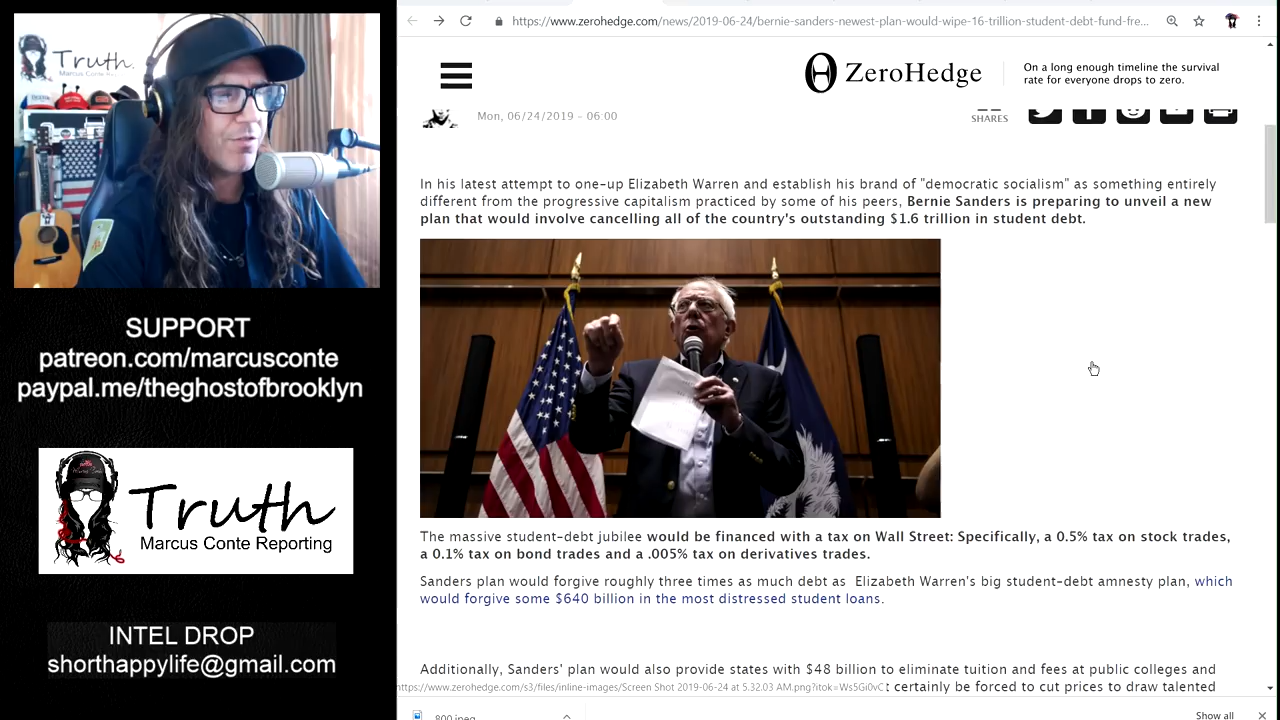 https://www.zerohedge.com/news/2019-06-24/bernie-sanders-newest-plan-would-wipe-16-trillion-student-debt-fund-fre...
ZeroHedge
On a long enough timeline the survival
rate for everyone drops to zero.
Mon, 06/24/2019 - 06:00
SHARES
In his latest attempt to one-up Elizabeth Warren and establish his brand of "democratic socialism" as something entirely
different from the progressive capitalism practiced by some of his peers, Bernie Sanders is preparing to unveil a new
plan that would involve cancelling all of the country's outstanding $1.6 trillion in student debt.
The massive student-debt jubilee would be financed with a tax on Wall Street: Specifically, a 0.5% tax on stock trades,
a 0.1% tax on bond trades and a .005% tax on derivatives trades.
Sanders plan would forgive roughly three times as much debt as Elizabeth Warren's big student-debt amnesty plan, which
would forgive some $640 billion in the most distressed student loans.
Additionally, Sanders' plan would also provide states with $48 billion to eliminate tuition and fees at public colleges and
https://www.zerohedge.com/s3/files/inline-images/Screen Shot 2019-06-24 at 5.32.03 AM.png?itok=Ws5Gi0vC t certainly be forced to cut prices to draw talented
800.jpeg
Show all
Truth.
Marcus Conte Reporting
SUPPORT
patreon.com/marcusconte
paypal.me/theghostofbrooklyn
Truth
Marcus Conte Reporting
INTEL DROP
shorthappylife@gmail.com